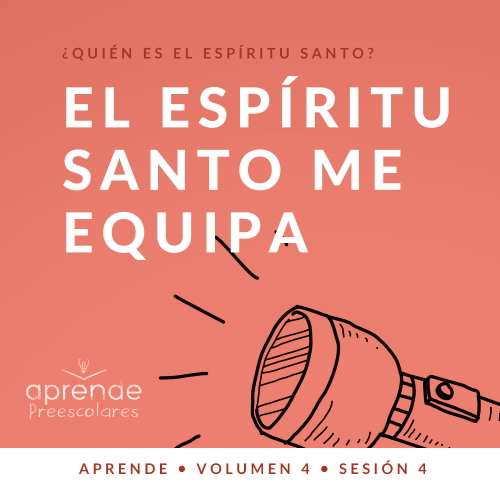 ¿QUIÉN ES EL ESPÍRITU SANTO?
EL ESPÍRITU
SANTO ME
EQUIPA
aprende
Preescolares
APRENDE • VOLUMEN 4 • SESIÓN 4